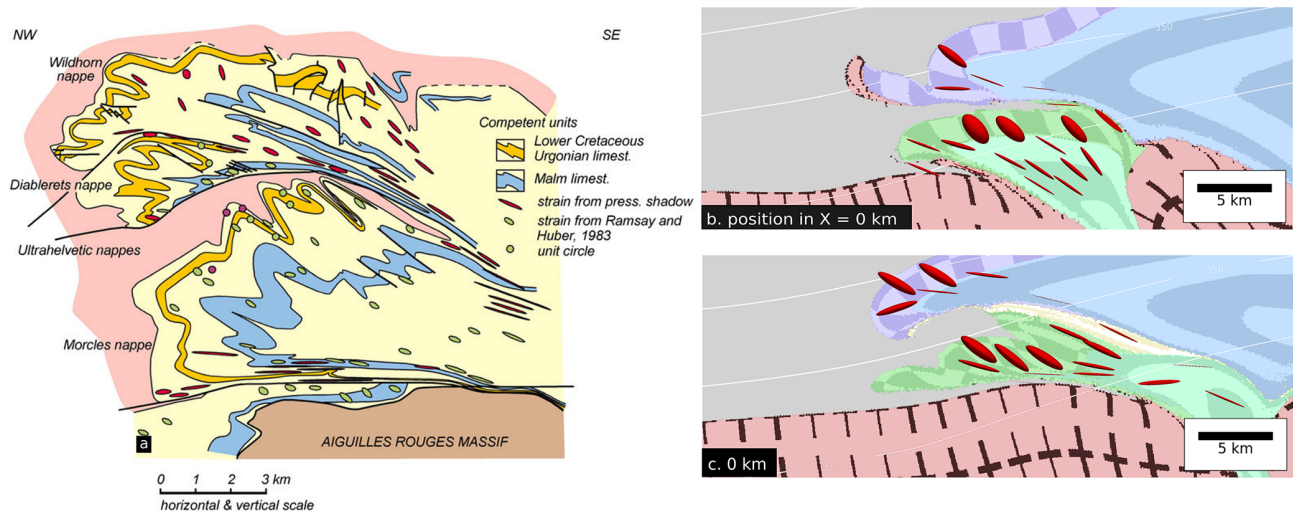 NW
SE
Wildhorn
nappe
Competent units
Lower Cretaceous
Urgonian limest.
Malm limest.
strain from press. shadow
strain from Ramsay and
Huber, 1983
unit circle
Diablerets nappe
Ultrahelvetic nappes
Morcles nappe
a
AIGUILLES ROUGES MASSIF
0 1 2 3 km
horizontal & vertical scale
350
5 km
b. position in X = 0 km
350
5 km
c. 0 km